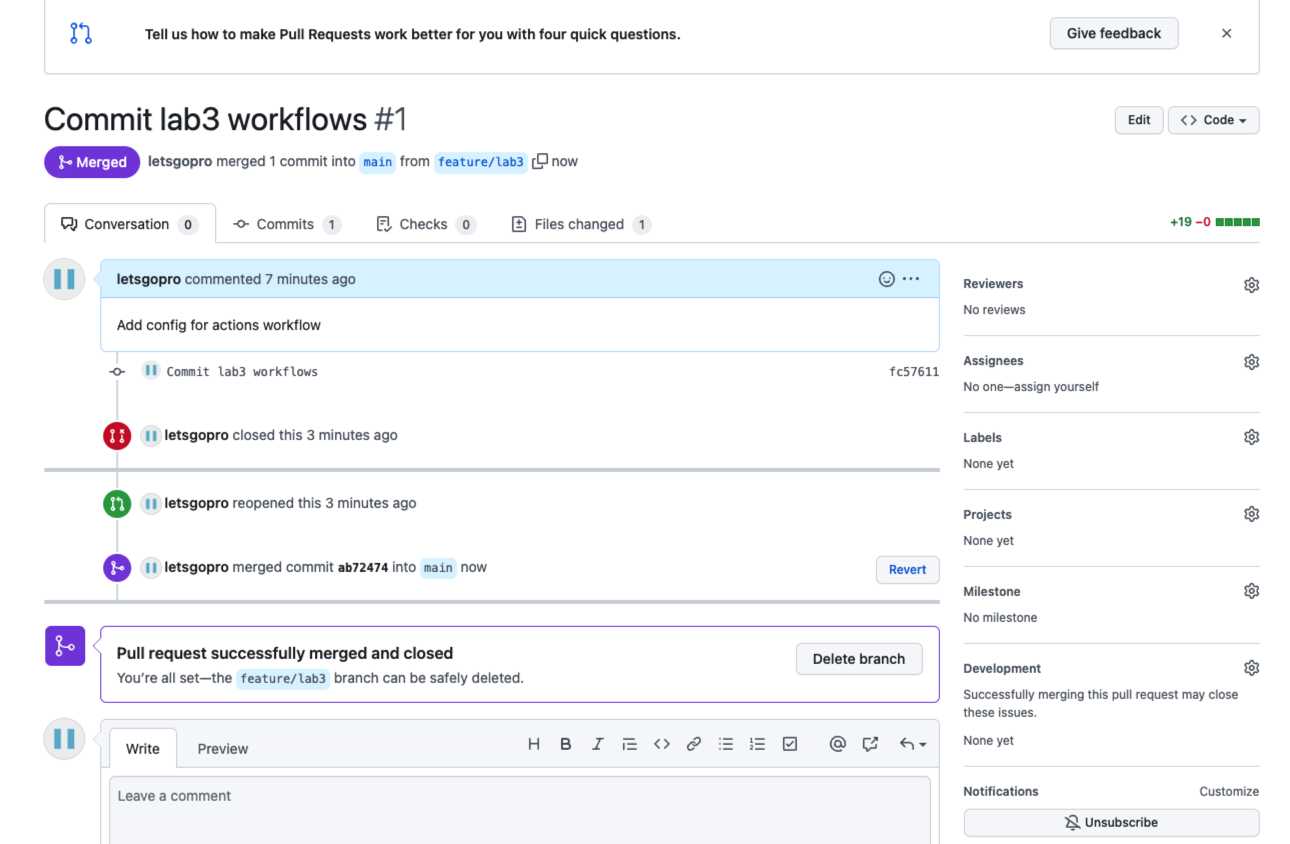 Tell us how to make Pull Requests work better for you with four quick questions.
Give feedback
Commit lab3 workflows #1
Edit
Code
Merged
letsgopro merged 1 commit into main from feature/lab3 now
Conversation 0
Commits 1
Checks 0
Files changed 1
+19 −0
letsgopro commented 7 minutes ago
Add config for actions workflow
Commit lab3 workflows
fc57611
letsgopro closed this 3 minutes ago
letsgopro reopened this 3 minutes ago
letsgopro merged commit ab72474 into main now
Revert
Pull request successfully merged and closed
You're all set—the feature/lab3 branch can be safely deleted.
Delete branch
Write
Preview
Leave a comment
Reviewers
No reviews
Assignees
No one—assign yourself
Labels
None yet
Projects
None yet
Milestone
No milestone
Development
Successfully merging this pull request may close
these issues.
None yet
Notifications
Customize
Unsubscribe